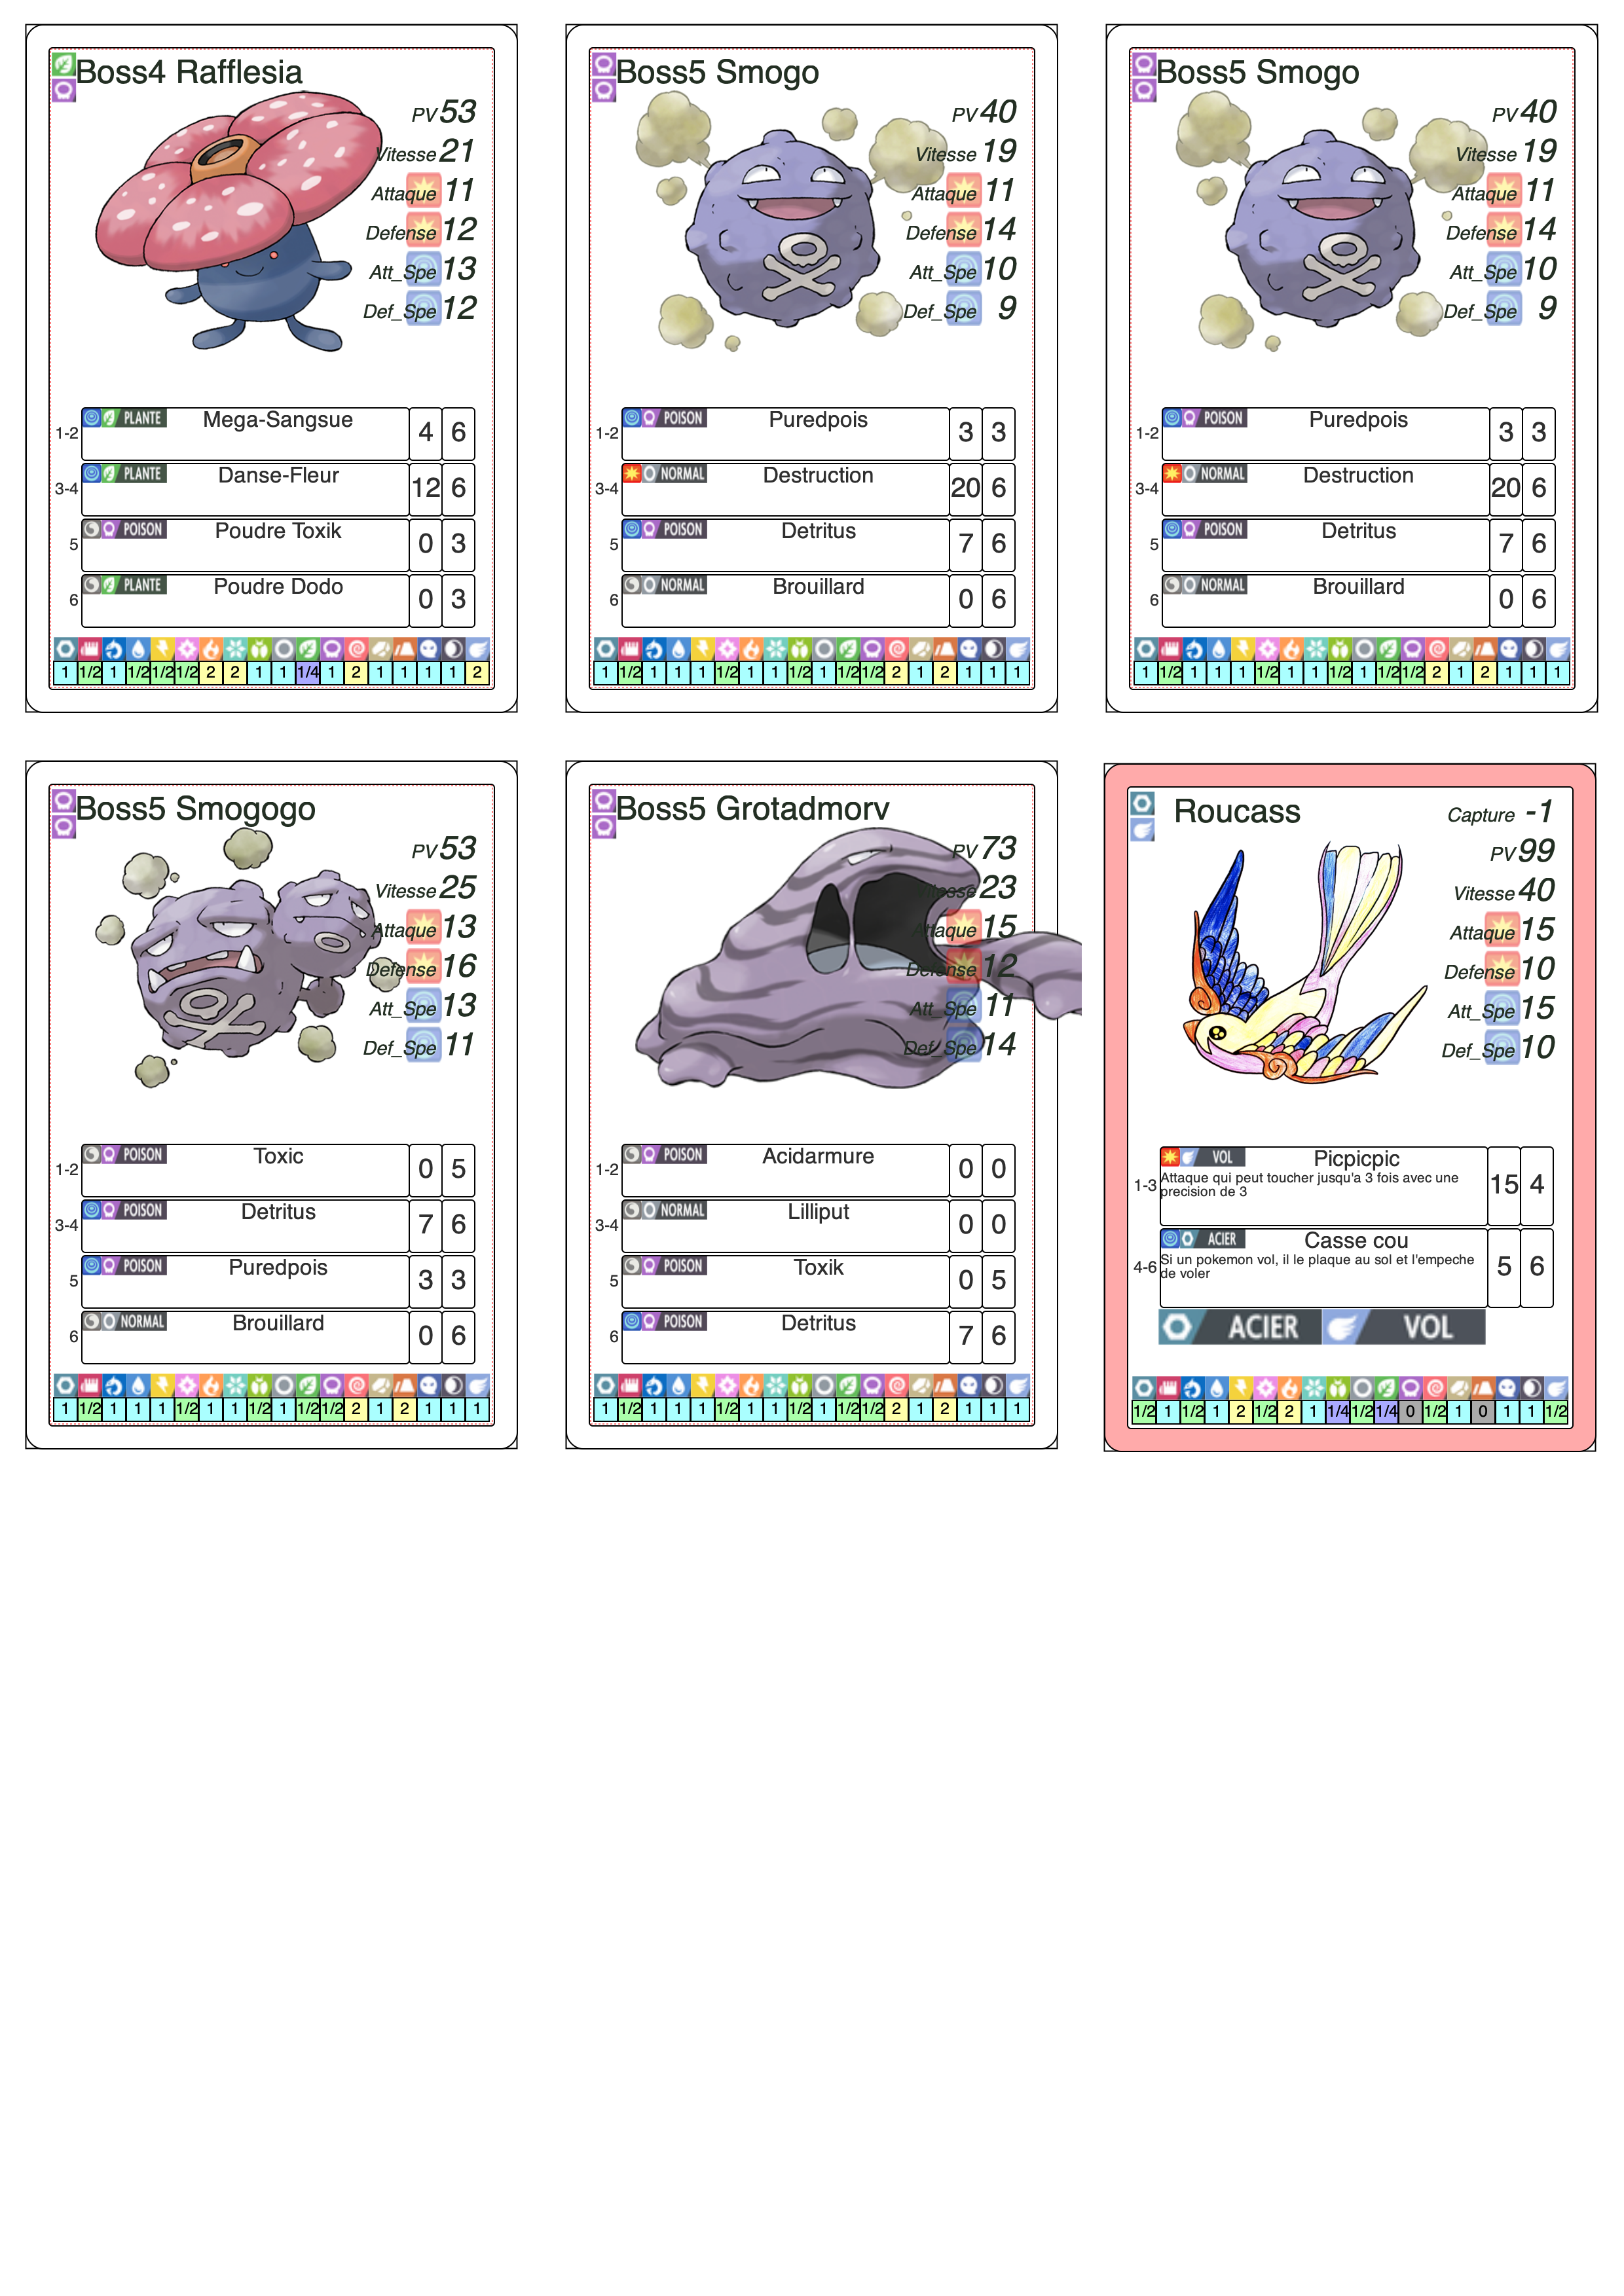 Boss4 Rafflesia
PV 53
Vitesse 21
Attaque 11
Defense 12
Att_Spe 13
Def_Spe 12
1-2 PLANTE Mega-Sangsue 4 6
3-4 PLANTE Danse-Fleur 12 6
5 POISON Poudre Toxik 0 3
6 PLANTE Poudre Dodo 0 3
1 1/2 1 1/2 1/2 1/2 2 2 1 1 1/4 1 2 1 1 1 1 2
Boss5 Smogo
PV 40
Vitesse 19
Attaque 11
Defense 14
Att_Spe 10
Def_Spe 9
1-2 POISON Puredpois 3 3
3-4 NORMAL Destruction 20 6
5 POISON Detritus 7 6
6 NORMAL Brouillard 0 6
1 1/2 1 1 1 1/2 1 1 1/2 1 1/2 1/2 2 1 2 1 1 1
Boss5 Smogo
PV 40
Vitesse 19
Attaque 11
Defense 14
Att_Spe 10
Def_Spe 9
1-2 POISON Puredpois 3 3
3-4 NORMAL Destruction 20 6
5 POISON Detritus 7 6
6 NORMAL Brouillard 0 6
1 1/2 1 1 1 1/2 1 1 1/2 1 1/2 1/2 2 1 2 1 1 1
Boss5 Smogogo
PV 53
Vitesse 25
Attaque 13
Defense 16
Att_Spe 13
Def_Spe 11
1-2 POISON Toxic 0 5
3-4 POISON Detritus 7 6
5 POISON Puredpois 3 3
6 NORMAL Brouillard 0 6
1 1/2 1 1 1 1/2 1 1 1/2 1 1/2 1/2 2 1 2 1 1 1
Boss5 Grotadmorv
PV 73
Vitesse 23
Attaque 15
Defense 12
Att_Spe 11
Def_Spe 14
1-2 POISON Acidarmure 0 0
3-4 NORMAL Lilliput 0 0
5 POISON Toxik 0 5
6 POISON Detritus 7 6
1 1/2 1 1 1 1/2 1 1 1/2 1 1/2 1/2 2 1 2 1 1 1
Roucass
Capture -1
PV 99
Vitesse 40
Attaque 15
Defense 10
Att_Spe 15
Def_Spe 10
VOL Picpicpic
1-3 Attaque qui peut toucher jusqu'a 3 fois avec une 15 4
precision de 3
ACIER Casse cou
4-6 Si un pokemon vol, il le plaque au sol et l'empeche 5 6
de voler
ACIER VOL
1/2 1 1/2 1 2 1/2 2 1 1/4 1/2 1/4 0 1/2 1 0 1 1 1/2